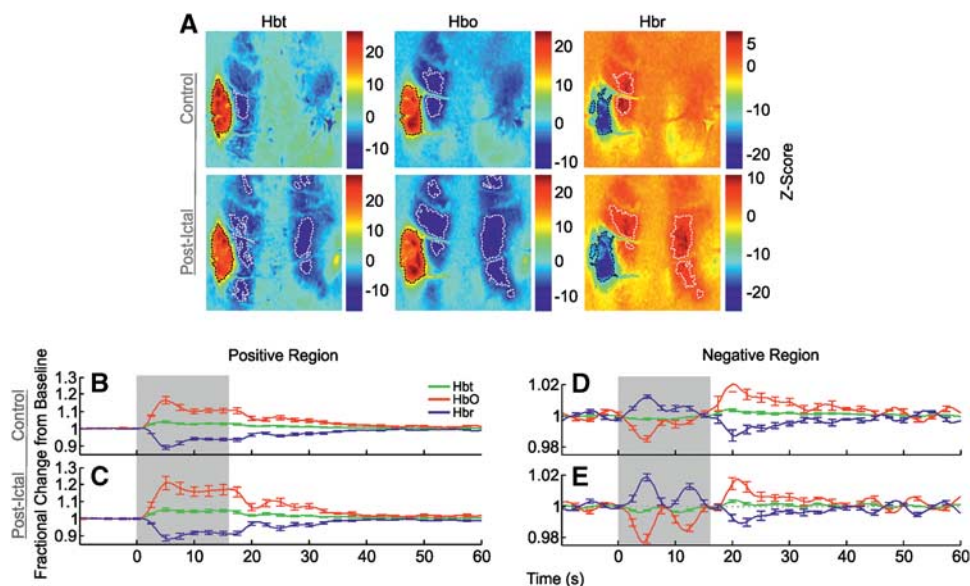 A
Hbt
Hbo
Hbr
Control
Post-Ictal
20
10
0
-10
20
10
0
-10
5
0
-10
-20
20
10
0
-10
20
10
0
-10
10
0
-10
-20
Z-Score
Positive Region
Negative Region
Fractional Change from Baseline
Control
Post-Ictal
B
1.3
1.2
1.1
1
0.9
Hbt
HbO
Hbr
C
1.3
1.2
1.1
1
0.9
0 10 20 30 40 50 60
D
1.02
1
0.98
E
1.02
1
0.98
0 10 20 30 40 50 60
Time (s)